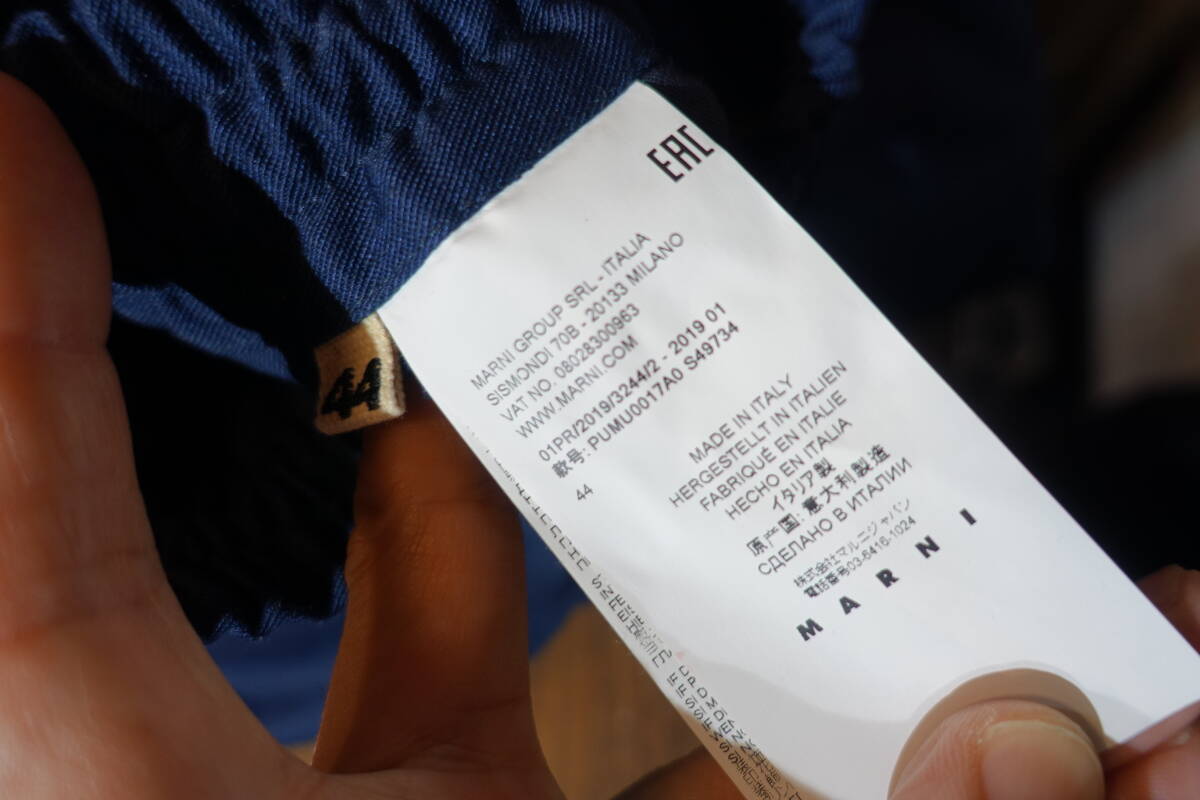 EAC
MARNI GROUP SRL - ITALIA
SISMONDI 70B - 20133 MILANO
VAT NO. 08028300963
WWW.MARNI.COM
01PR/2019/3244/2 - 2019 01
款号: PUMU0017A0 S49734
44
44
MADE IN ITALY
HERGESTELLT IN ITALIEN
FABRIQUÉ EN ITALIE
HECHO EN ITALIA
イタリア製
原产国: 意大利製造
СДЕЛАНО В ИТАЛИИ
株式会社マルニジャパン
電話番号03-6416-1024
MARNI